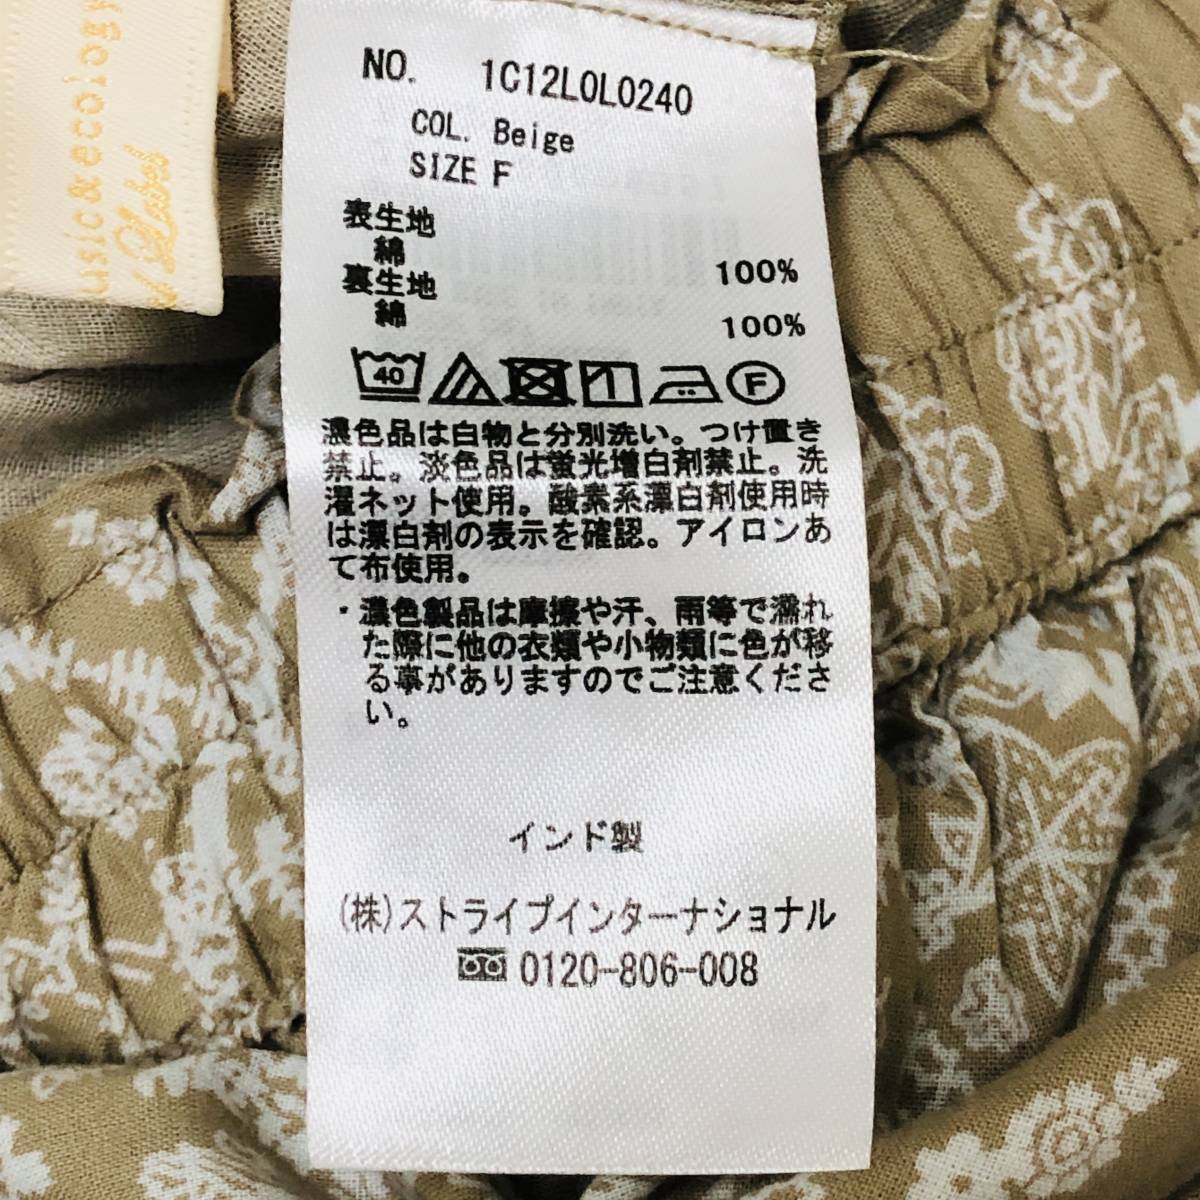 usic&ecology
Label
NO. 1C12L0L0240
COL. Beige
SIZE F
表生地
綿 100%
裏生地
綿 100%
40
F
濃色品は白物と分別洗い。つけ置き
禁止。淡色品は蛍光増白剤禁止。洗
濯ネット使用。酸素系漂白剤使用時
は漂白剤の表示を確認。アイロンあ
て布使用。
・濃色製品は摩擦や汗、雨等で濡れ
た際に他の衣類や小物類に色が移
る事がありますのでご注意くださ
い。
インド製
(株)ストライプインターナショナル
0120-806-008